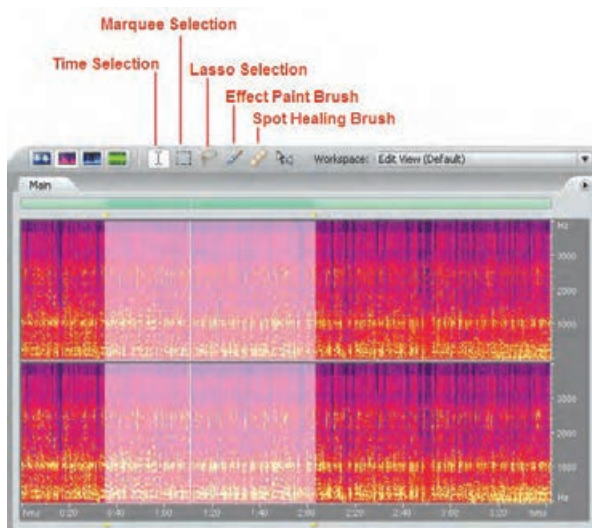 Marquee Selection
Time Selection
Lasso Selection
Effect Paint Brush
Spot Healing Brush
Workspace: Edit View (Default)
Main
Hz
3000
2000
1000
3000
2000
1000
Hz
hms 0:20 0:40 1:00 1:20 1:40 2:00 2:20 2:40 3:00 3:20 hms